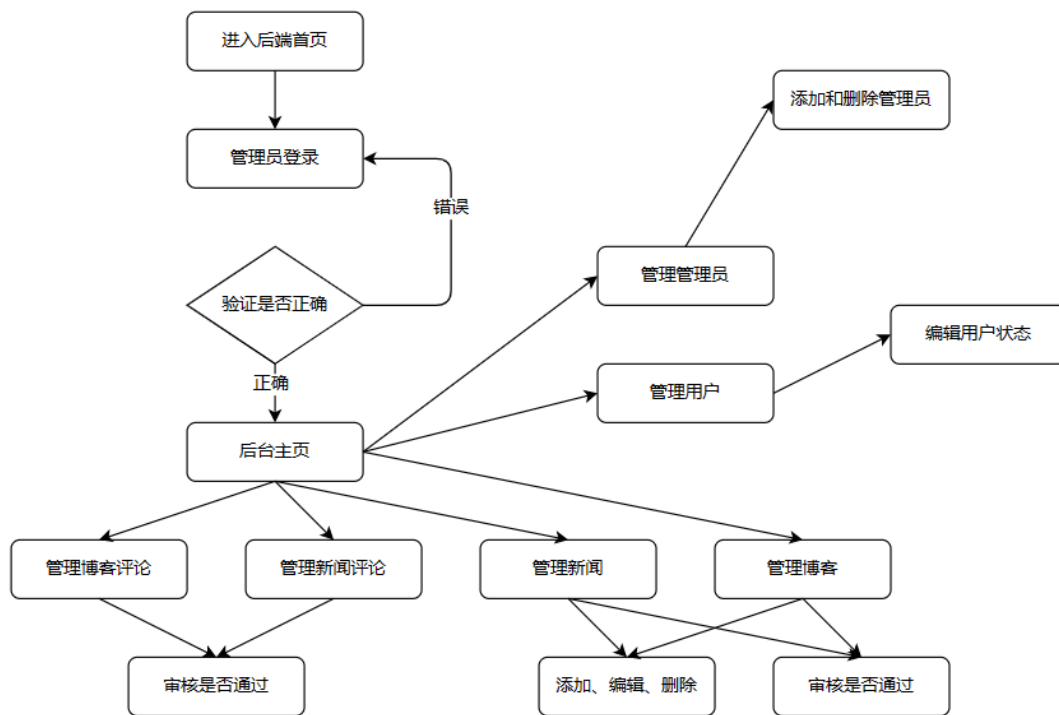 进入后端首页
添加和删除管理员
管理员登录
错误
管理管理员
验证是否正确
编辑用户状态
正确
管理用户
后台主页
管理博客评论
管理新闻评论
管理新闻
管理博客
审核是否通过
添加、编辑、删除
审核是否通过